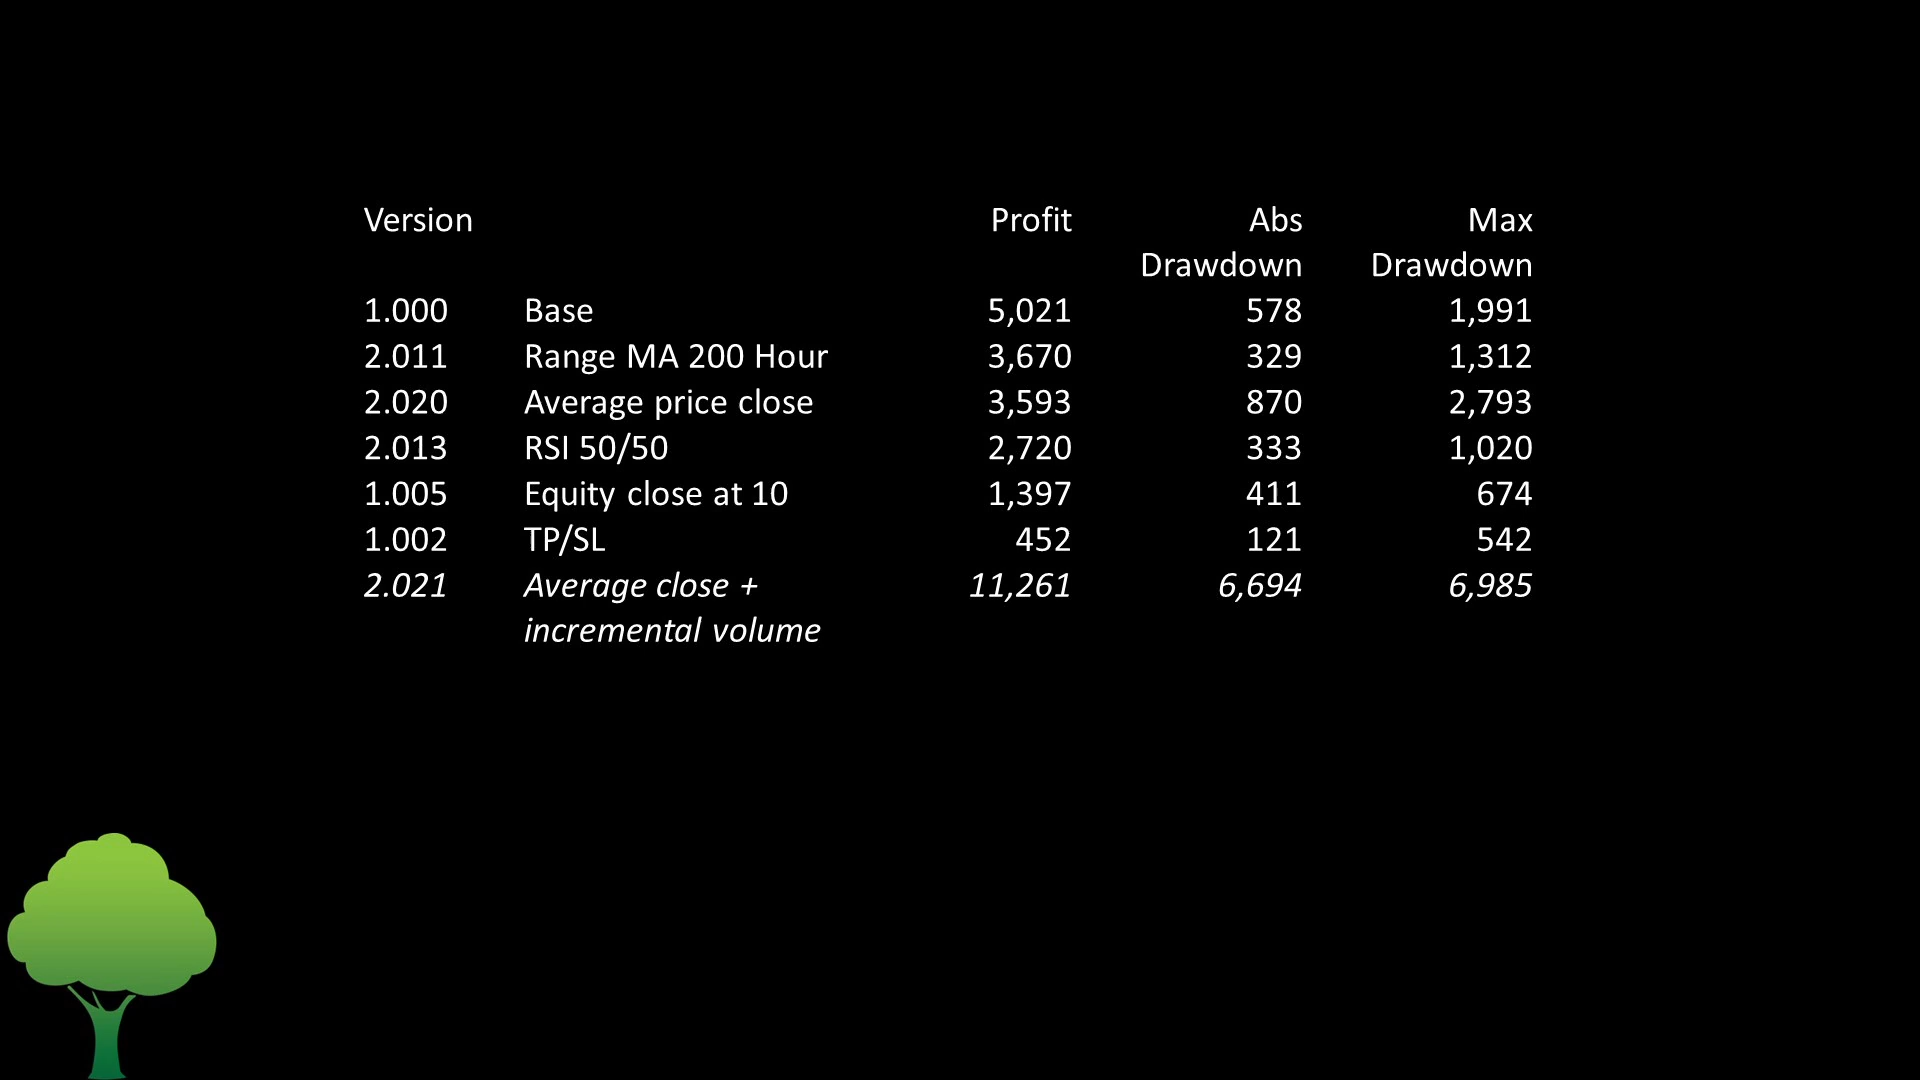 Version Profit Abs Max
Drawdown Drawdown
1.000 Base 5,021 578 1,991
2.011 Range MA 200 Hour 3,670 329 1,312
2.020 Average price close 3,593 870 2,793
2.013 RSI 50/50 2,720 333 1,020
1.005 Equity close at 10 1,397 411 674
1.002 TP/SL 452 121 542
2.021 Average close + 11,261 6,694 6,985
incremental volume